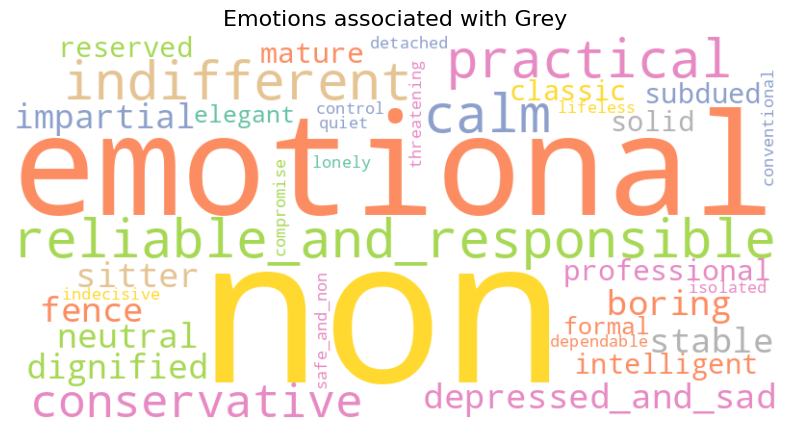 Emotions associated with Grey
reserved
mature
detached
practical
indifferent
threatening
classic
subdued
conventional
impartial
elegant
control
quiet
calm
lifeless
solid
emotional
lonely
compromise
reliable_and_responsible
sitter
non
professional
indecisive
isolated
fence
safe_and_non
boring
neutral
formal
dependable
stable
dignified
intelligent
conservative
depressed_and_sad